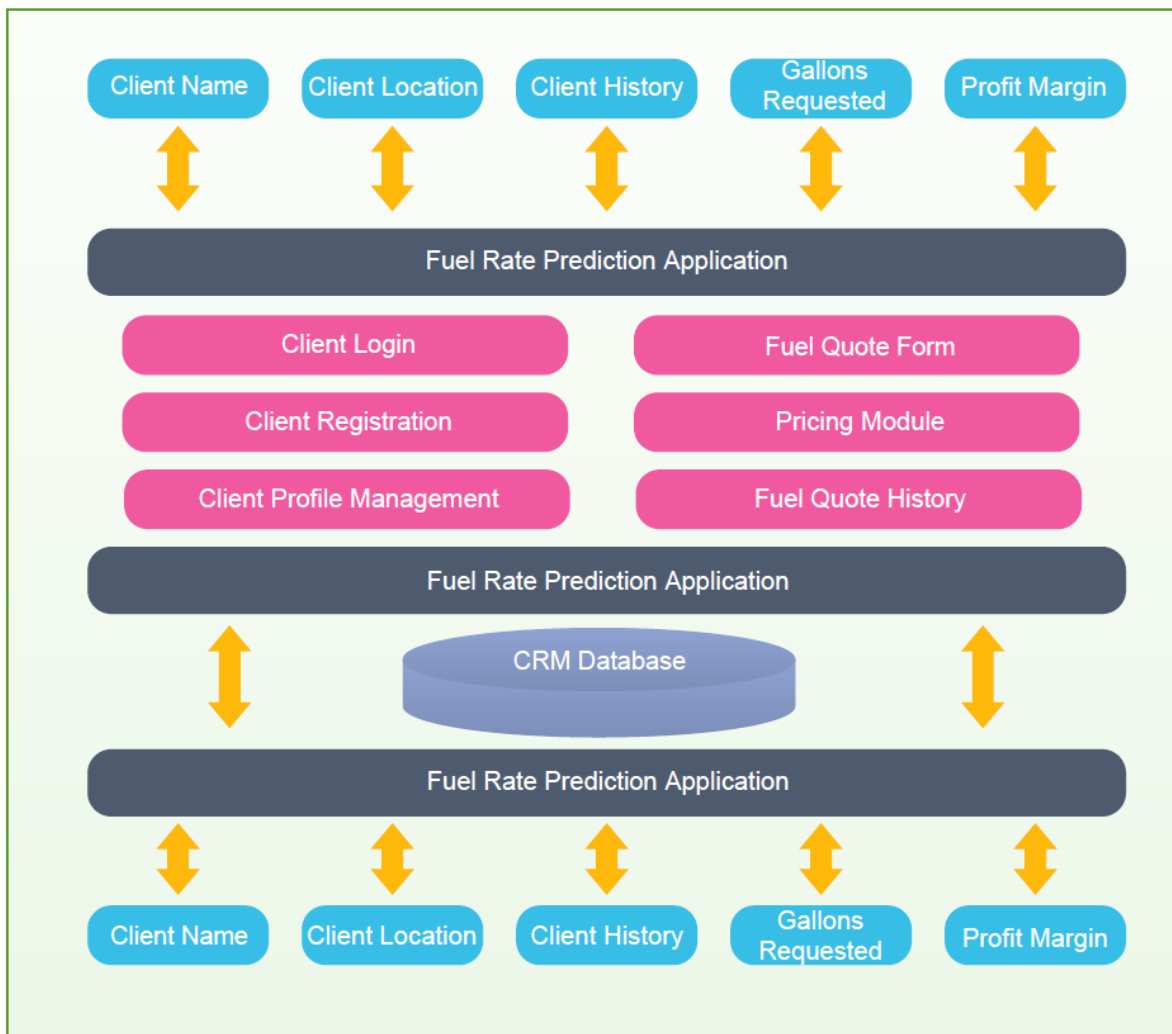 Client Name
Client Location
Client History
Gallons
Requested
Profit Margin
Fuel Rate Prediction Application
Client Login
Fuel Quote Form
Client Registration
Pricing Module
Client Profile Management
Fuel Quote History
Fuel Rate Prediction Application
CRM Database
Fuel Rate Prediction Application
Client Name
Client Location
Client History
Gallons
Requested
Profit Margin